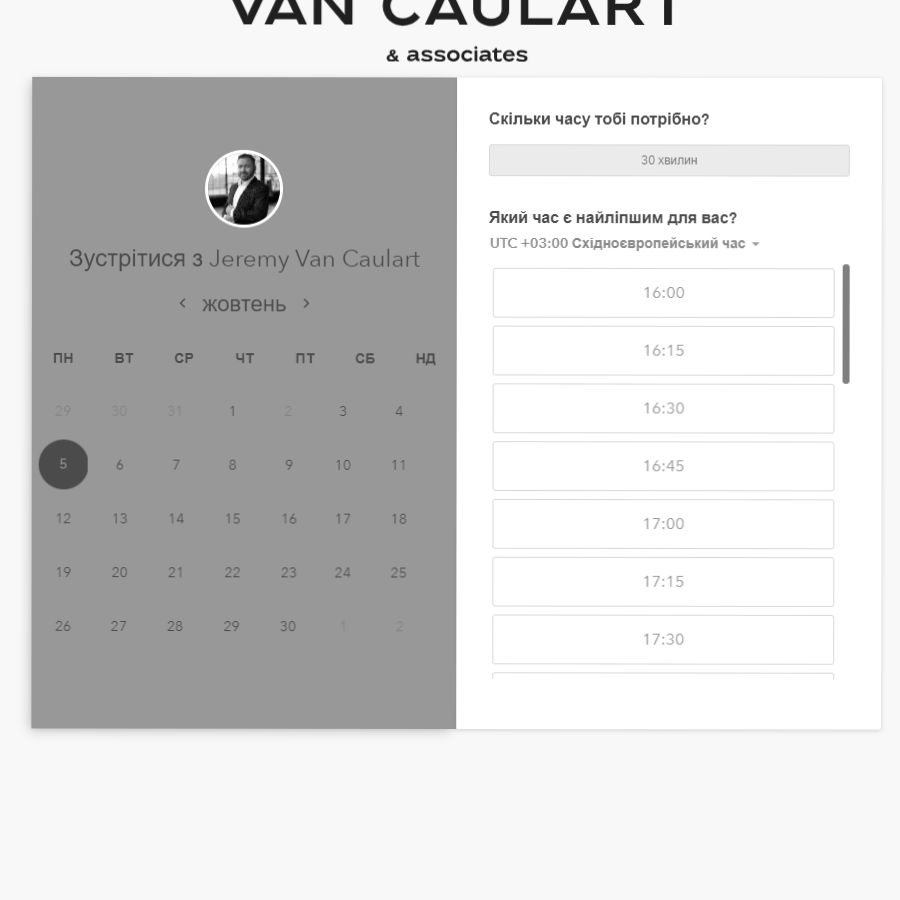 VAN CAULART
& associates
Зустрітися з Jeremy Van Caulart
жовтень
ПН ВТ СР ЧТ ПТ СБ НД
29 30 31 1 2 3 4
5 6 7 8 9 10 11
12 13 14 15 16 17 18
19 20 21 22 23 24 25
26 27 28 29 30 1 2
Скільки часу тобі потрібно?
30 хвилин
Який час є найліпшим для вас?
UTC +03:00 Східноєвропейський час
16:00
16:15
16:30
16:45
17:00
17:15
17:30